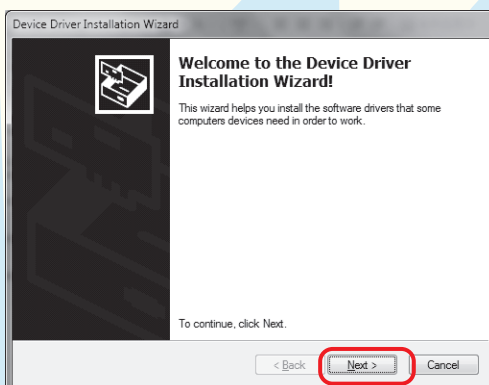 Device Driver Installation Wizard
Welcome to the Device Driver
Installation Wizard!
This wizard helps you install the software drivers that some
computers devices need in order to work.
To continue, click Next.
< Back
Next >
Cancel